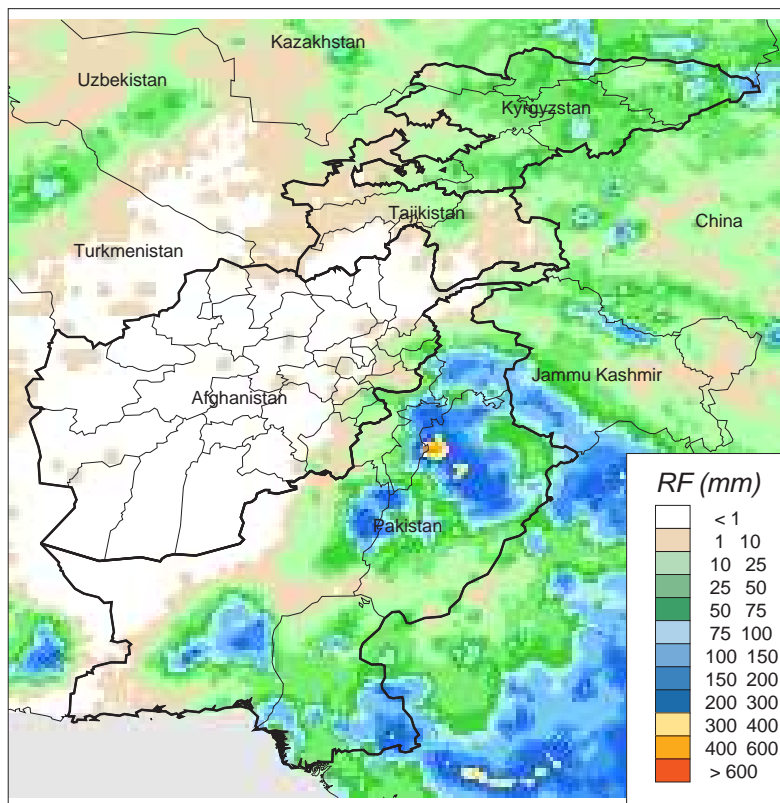 Kazakhstan
Uzbekistan
Kyrgyzstan
Tajikistan
China
Turkmenistan
Jammu Kashmir
Afghanistan
Pakistan
RF (mm)
< 1
1 10
10 25
25 50
50 75
75 100
100 150
150 200
200 300
300 400
400 600
> 600